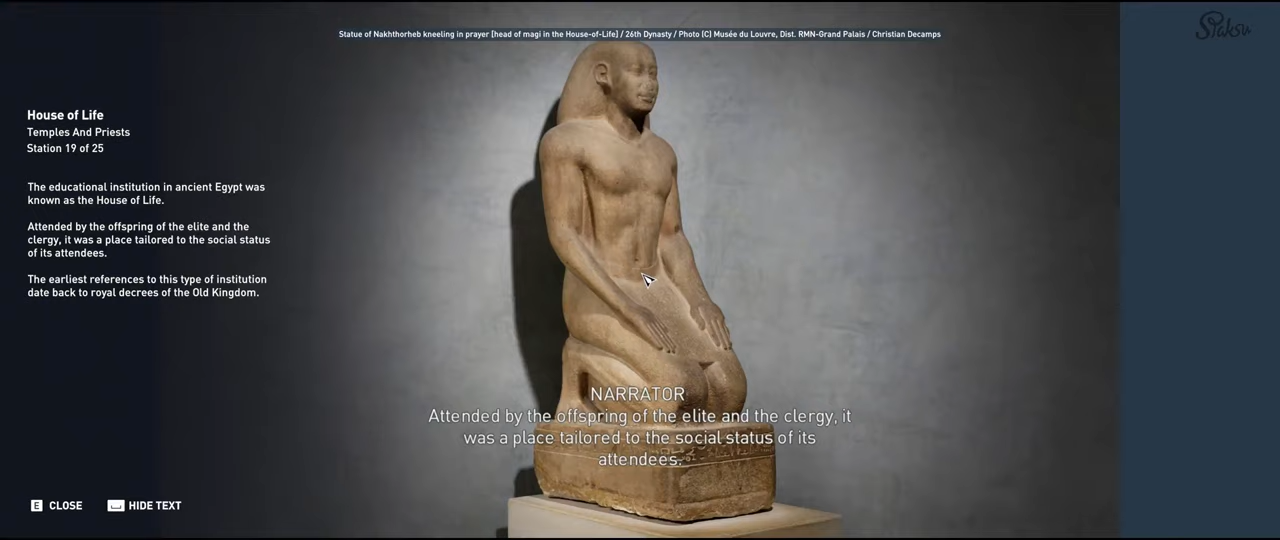 Statue of Nakhthorheb kneeling in prayer [head of magi in the House-of-Life] / 26th Dynasty / Photo (C) Musée du Louvre, Dist. RMN-Grand Palais / Christian Decamps
Staksu
House of Life
Temples And Priests
Station 19 of 25
The educational institution in ancient Egypt was
known as the House of Life.
Attended by the offspring of the elite and the
clergy, it was a place tailored to the social status
of its attendees.
The earliest references to this type of institution
date back to royal decrees of the Old Kingdom.
NARRATOR
Attended by the offspring of the elite and the clergy, it
was a place tailored to the social status of its
attendees.
E CLOSE
HIDE TEXT